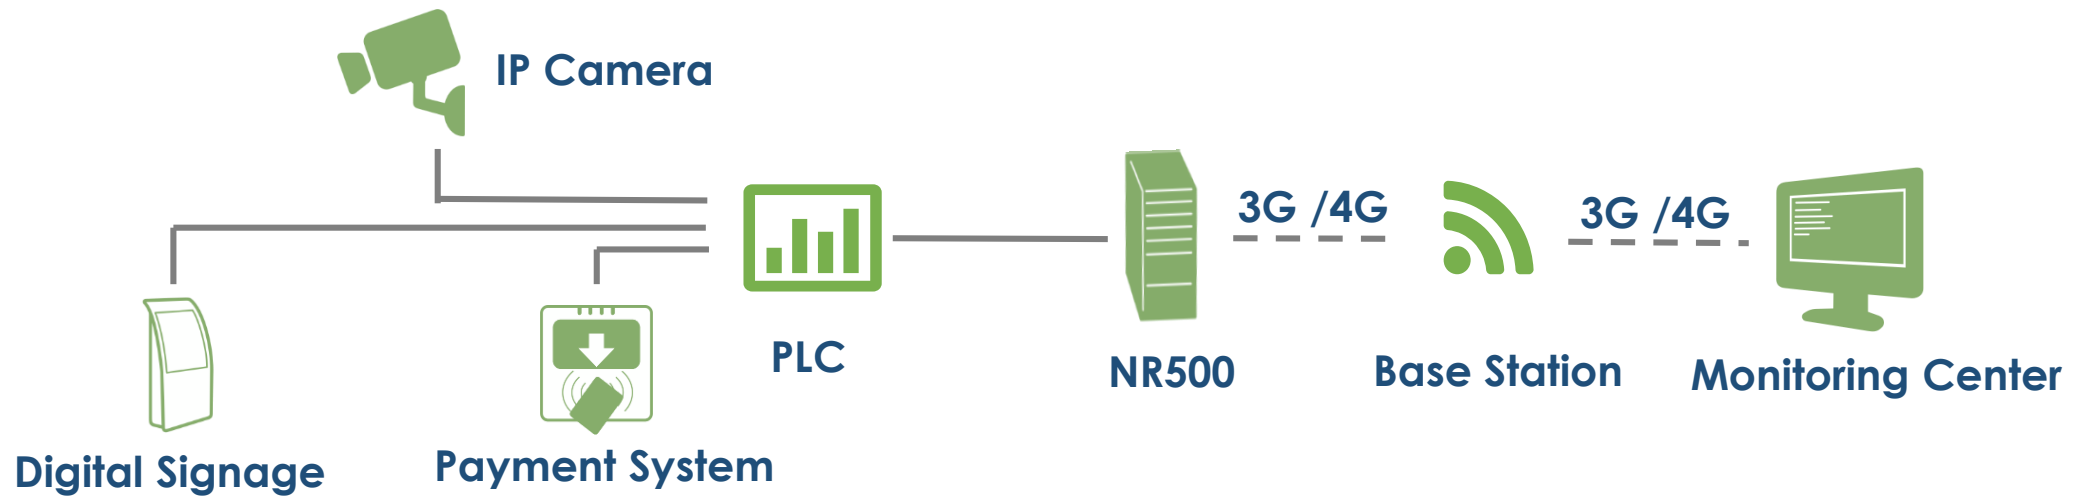 IP Camera
3G /4G
3G /4G
PLC
NR500
Base Station
Monitoring Center
Digital Signage
Payment System